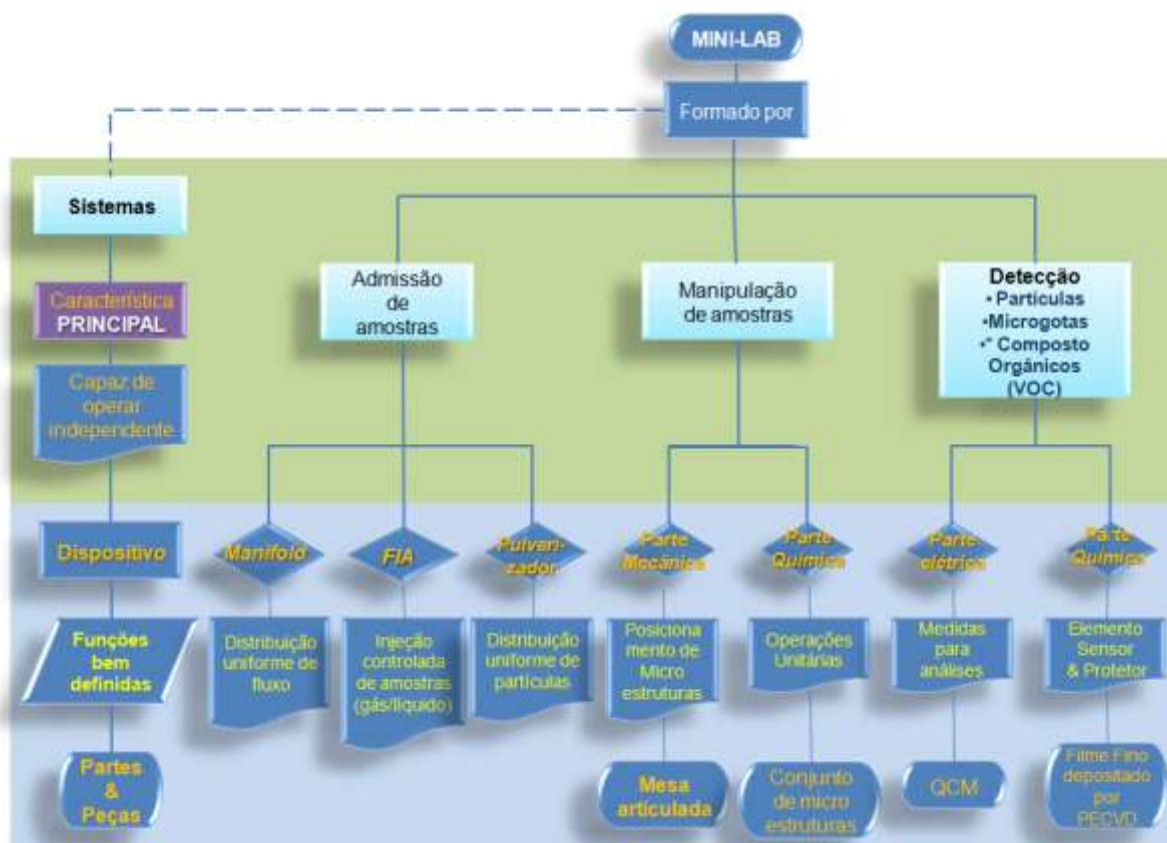 MINI-LAB
Formado por
Sistemas
Característica
PRINCIPAL
Capaz de
operar
independente
Admissão
de
amostras
Manipulação
de amostras
Detecção
• Partículas
•Microgotas
•* Composto
Orgânicos
(VOC)
Dispositivo
Manifold
FIA
Pulveri-
zador.
Parte
Mecânica
Parte
Química
Parte
elétrica
Parte
Química
Funções
bem
definidas
Distribuição
uniforme de
fluxo
Injeção
controlada
de amostras
(gás/líquido)
Distribuição
uniforme de
partículas
Posiciona
mento de
Micro
estruturas
Operações
Unitárias
Medidas
para
análises
Elemento
Sensor
& Protetor
Partes
&
Peças
Mesa
articulada
Conjunto
de micro
estruturas
QCM
Filme Fino
depositado
por
PECVD